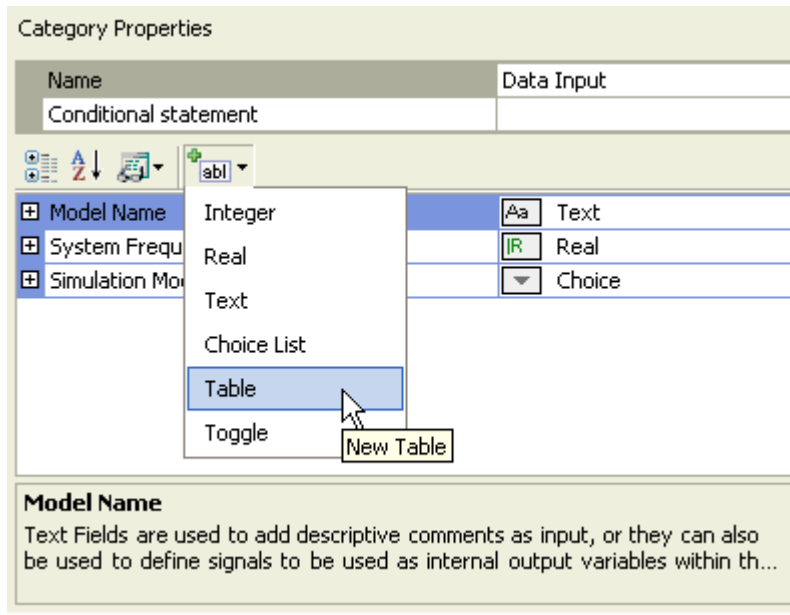 Category Properties
Name Data Input
Conditional statement
A
Z
abl
Model Name Aa Text
System Frequ |R Real
Simulation Mo Choice
Integer
Real
Text
Choice List
Table
Toggle
New Table
Model Name
Text Fields are used to add descriptive comments as input, or they can also
be used to define signals to be used as internal output variables within th...